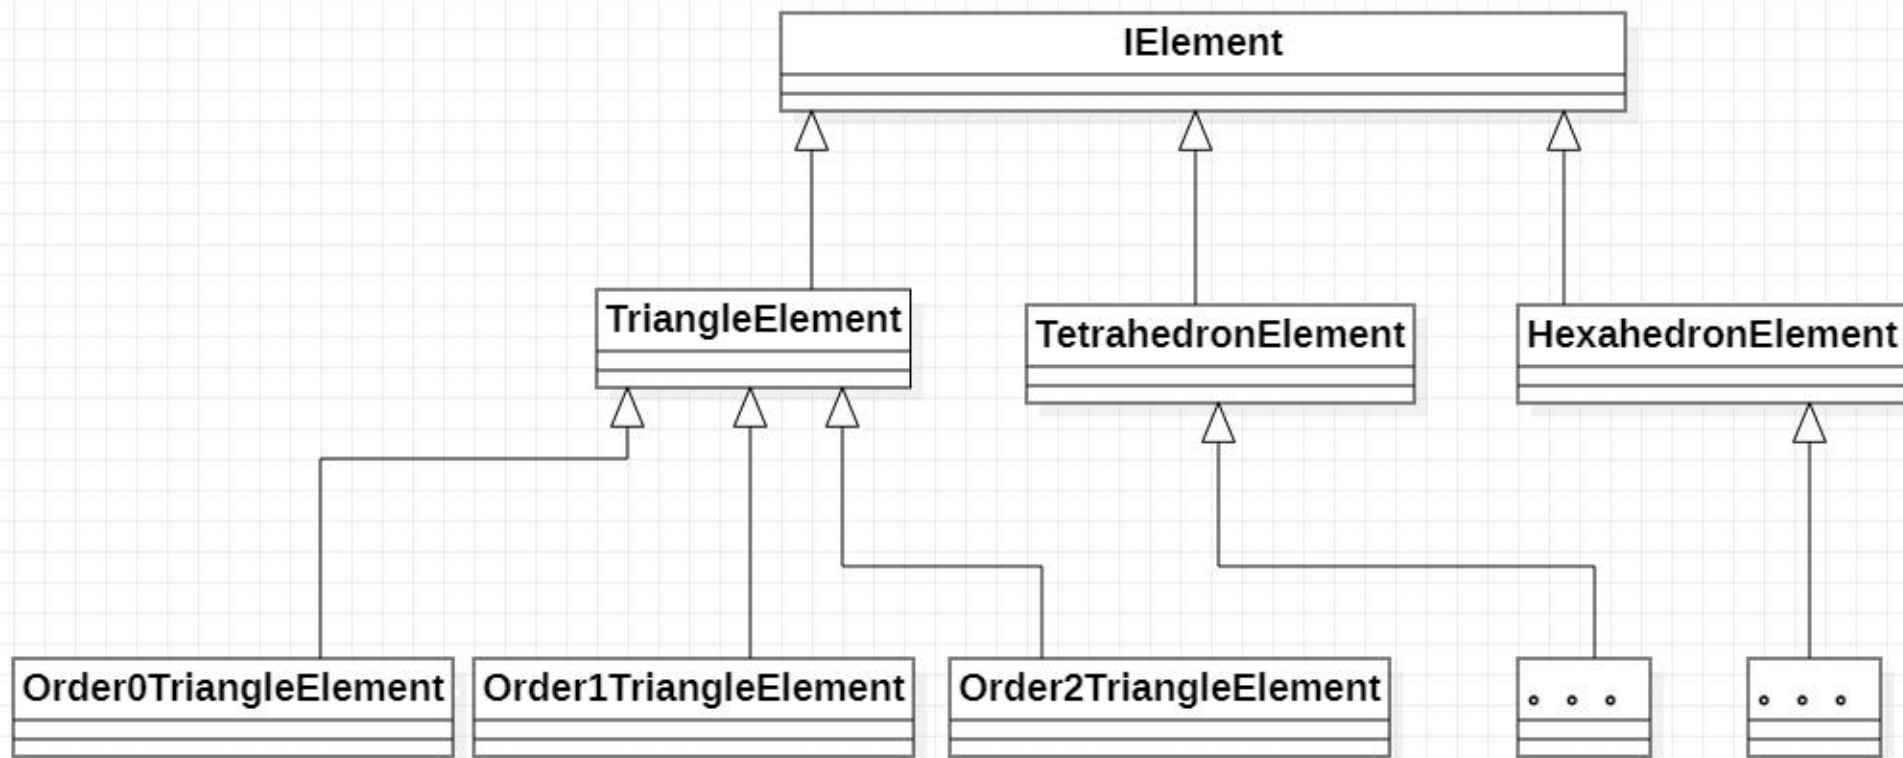 IElement
TriangleElement
TetrahedronElement
HexahedronElement
Order0TriangleElement
Order1TriangleElement
Order2TriangleElement
. . .
. . .